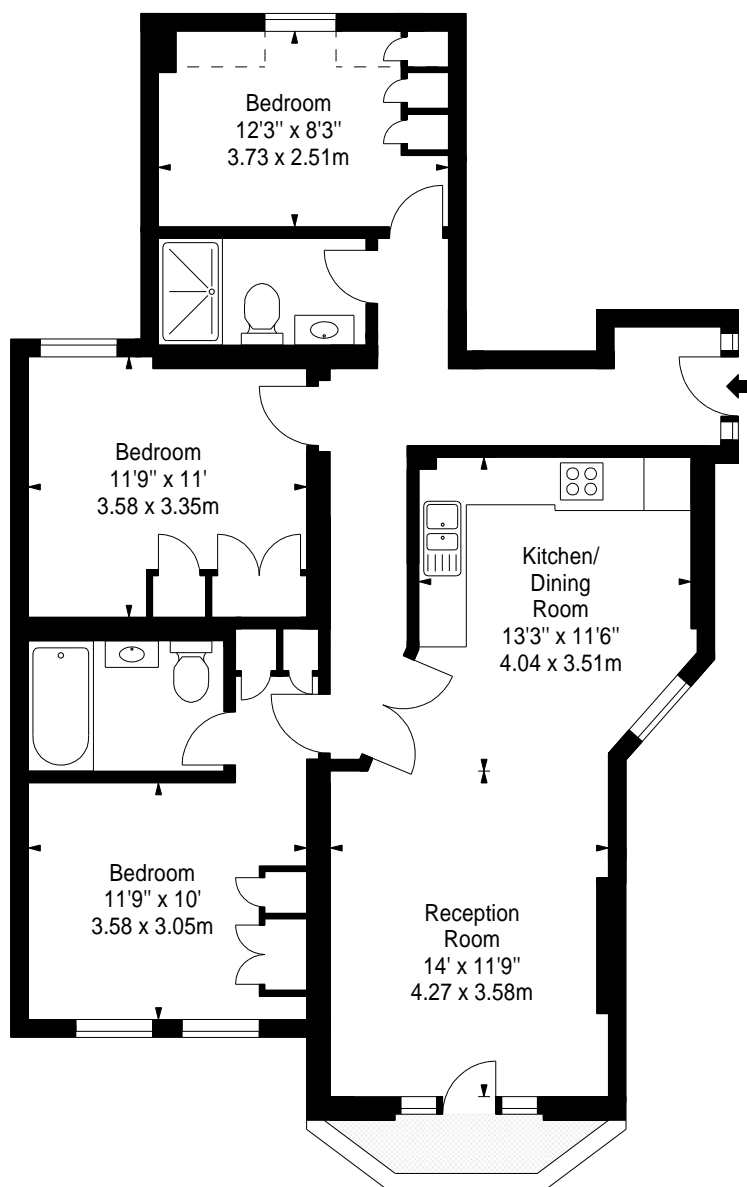 Bedroom
12'3" x 8'3"
3.73 x 2.51m
Bedroom
11'9" x 11'
3.58 x 3.35m
Kitchen/
Dining
Room
13'3" x 11'6"
4.04 x 3.51m
Bedroom
11'9" x 10'
3.58 x 3.05m
Reception
Room
14' x 11'9"
4.27 x 3.58m